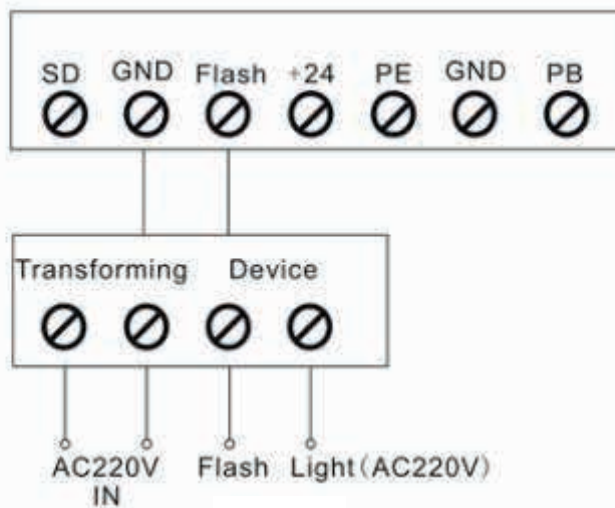 SD GND Flash +24 PE GND PB
Transforming Device
AC220V Flash Light(AC220V)
IN